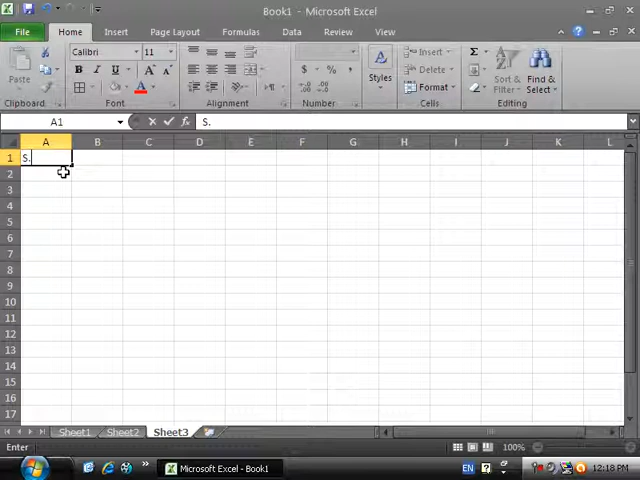 Book1 - Microsoft Excel
File Home Insert Page Layout Formulas Data Review View
Paste
Clipboard
Calibri 11
B I U A A
A
Font
Alignment
$ % ,
Number
Styles
Insert
Delete
Format
Cells
Σ
Sort & Filter
Find & Select
Editing
A1 fx S.
A B C D E F G H I J K L
1 S.
2
3
4
5
6
7
8
9
10
11
12
13
14
15
16
17
Sheet1 Sheet2 Sheet3
Enter 100%
Microsoft Excel - Book1 EN 12:18 PM